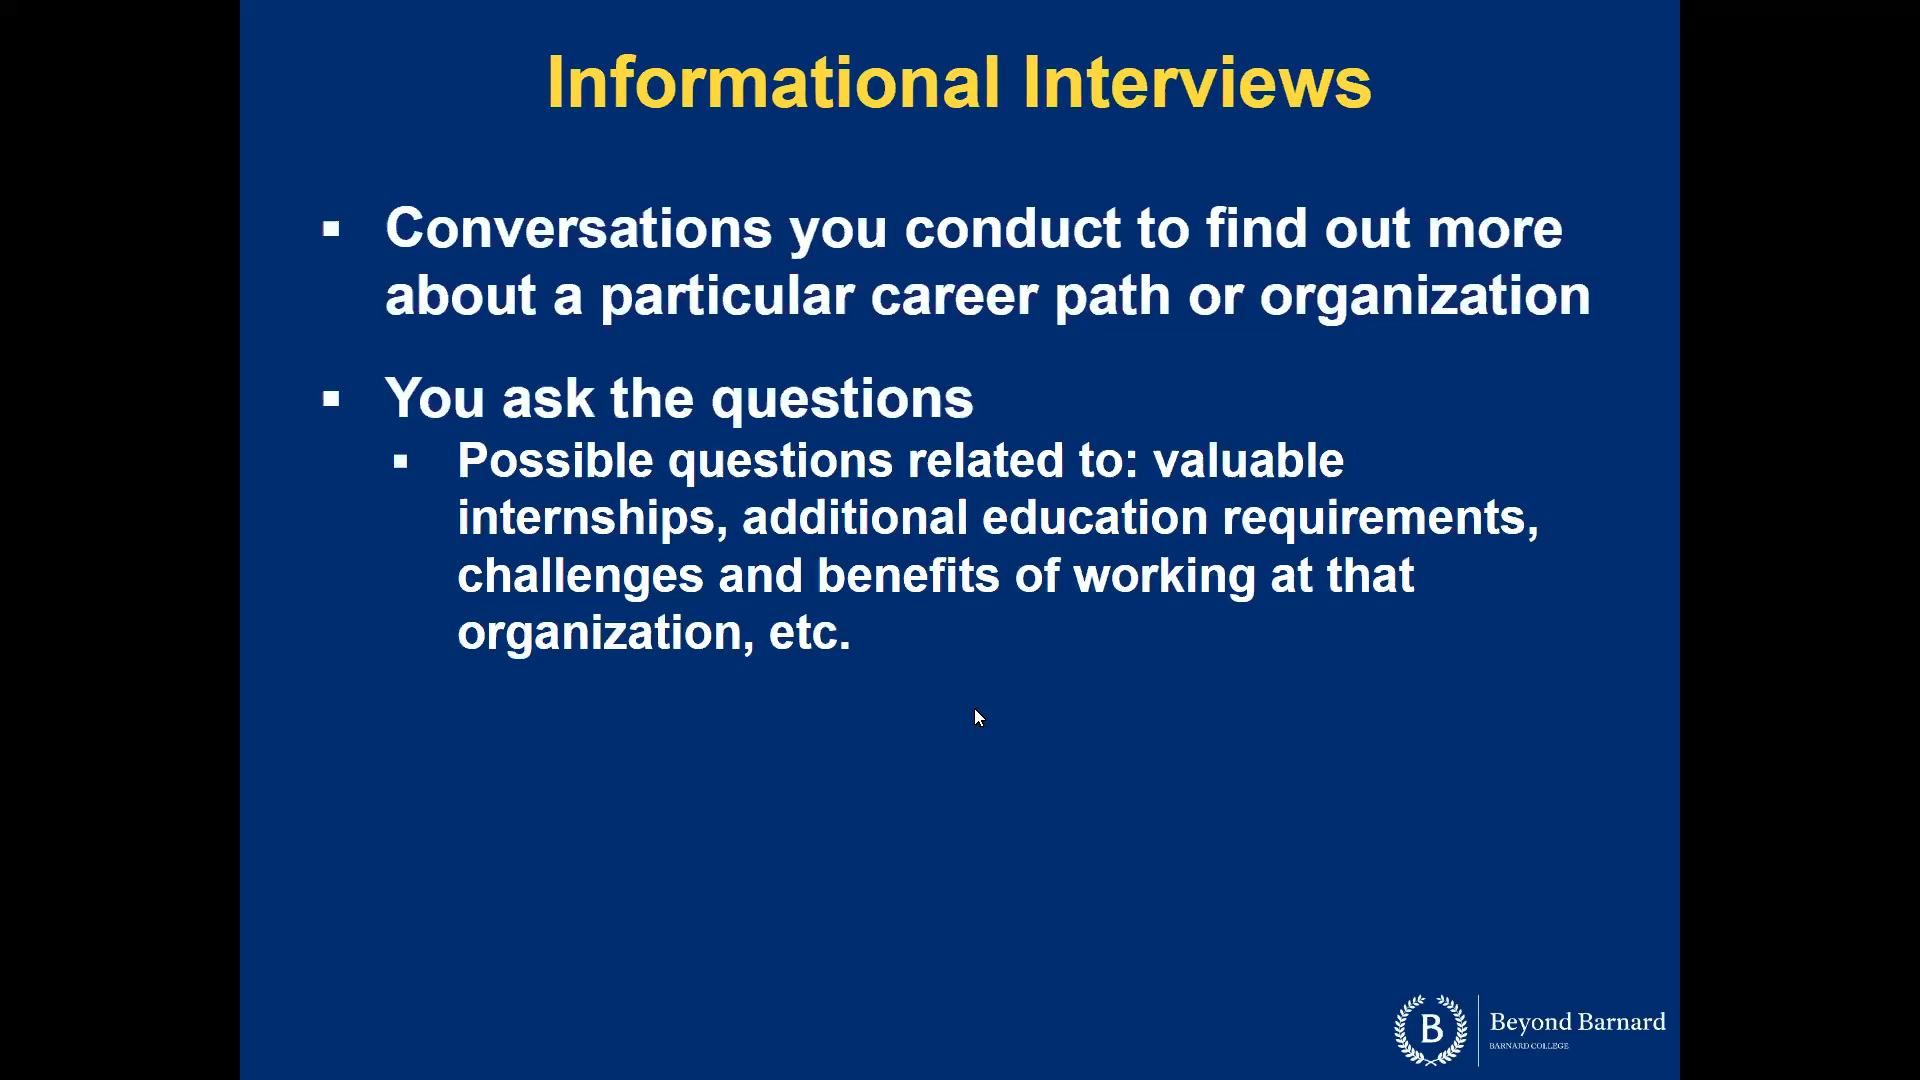 Informational Interviews
▪ Conversations you conduct to find out more
about a particular career path or organization
▪ You ask the questions
▪ Possible questions related to: valuable
internships, additional education requirements,
challenges and benefits of working at that
organization, etc.
B
Beyond Barnard
BARNARD COLLEGE